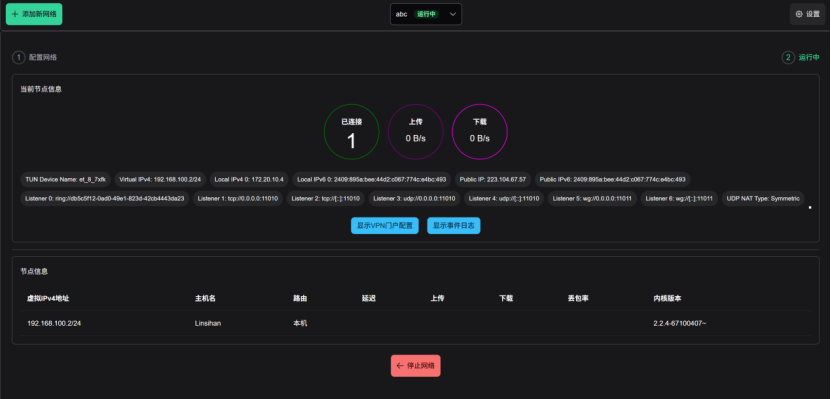 + 添加新网络 abc 运行中 设置
1 配置网络 2 运行中
当前节点信息
已连接 上传 下载
1 0 B/s 0 B/s
TUN Device Name: et_8_7xfk Virtual IPv4: 192.168.100.2/24 Local IPv4 0: 172.20.10.4 Local IPv6 0: 2409:895a:bee:44d2:c067:774c:e4bc:493 Public IP: 223.104.67.57 Public IPv6: 2409:895a:bee:44d2:c067:774c:e4bc:493
Listener 0: ring://db5c5f12-0ad0-49e1-823d-42cb4443da23 Listener 1: tcp://0.0.0.0:11010 Listener 2: tcp://[::]:11010 Listener 3: udp://0.0.0.0:11010 Listener 4: udp://[::]:11010 Listener 5: wg://0.0.0.0:11011 Listener 6: wg://[::]:11011 UDP NAT Type: Symmetric
显示VPN门户配置 显示事件日志
节点信息
虚拟IPv4地址 主机名 路由 延迟 上传 下载 丢包率 内核版本
192.168.100.2/24 Linsihan 本机 2.2.4-67100407~
← 停止网络